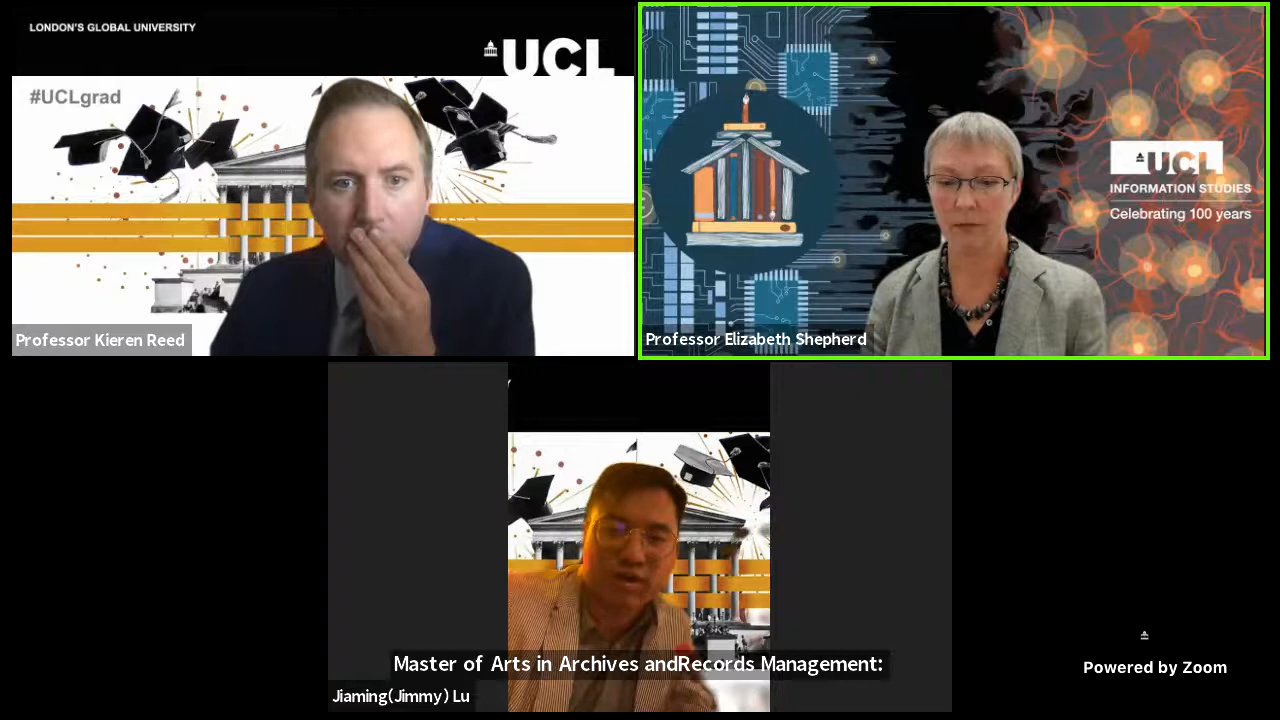 LONDON'S GLOBAL UNIVERSITY
UCL
#UCLgrad
Professor Kieren Reed
UCL
INFORMATION STUDIES
Celebrating 100 years
Professor Elizabeth Shepherd
Master of Arts in Archives andRecords Management:
Jiaming(Jimmy) Lu
Powered by Zoom